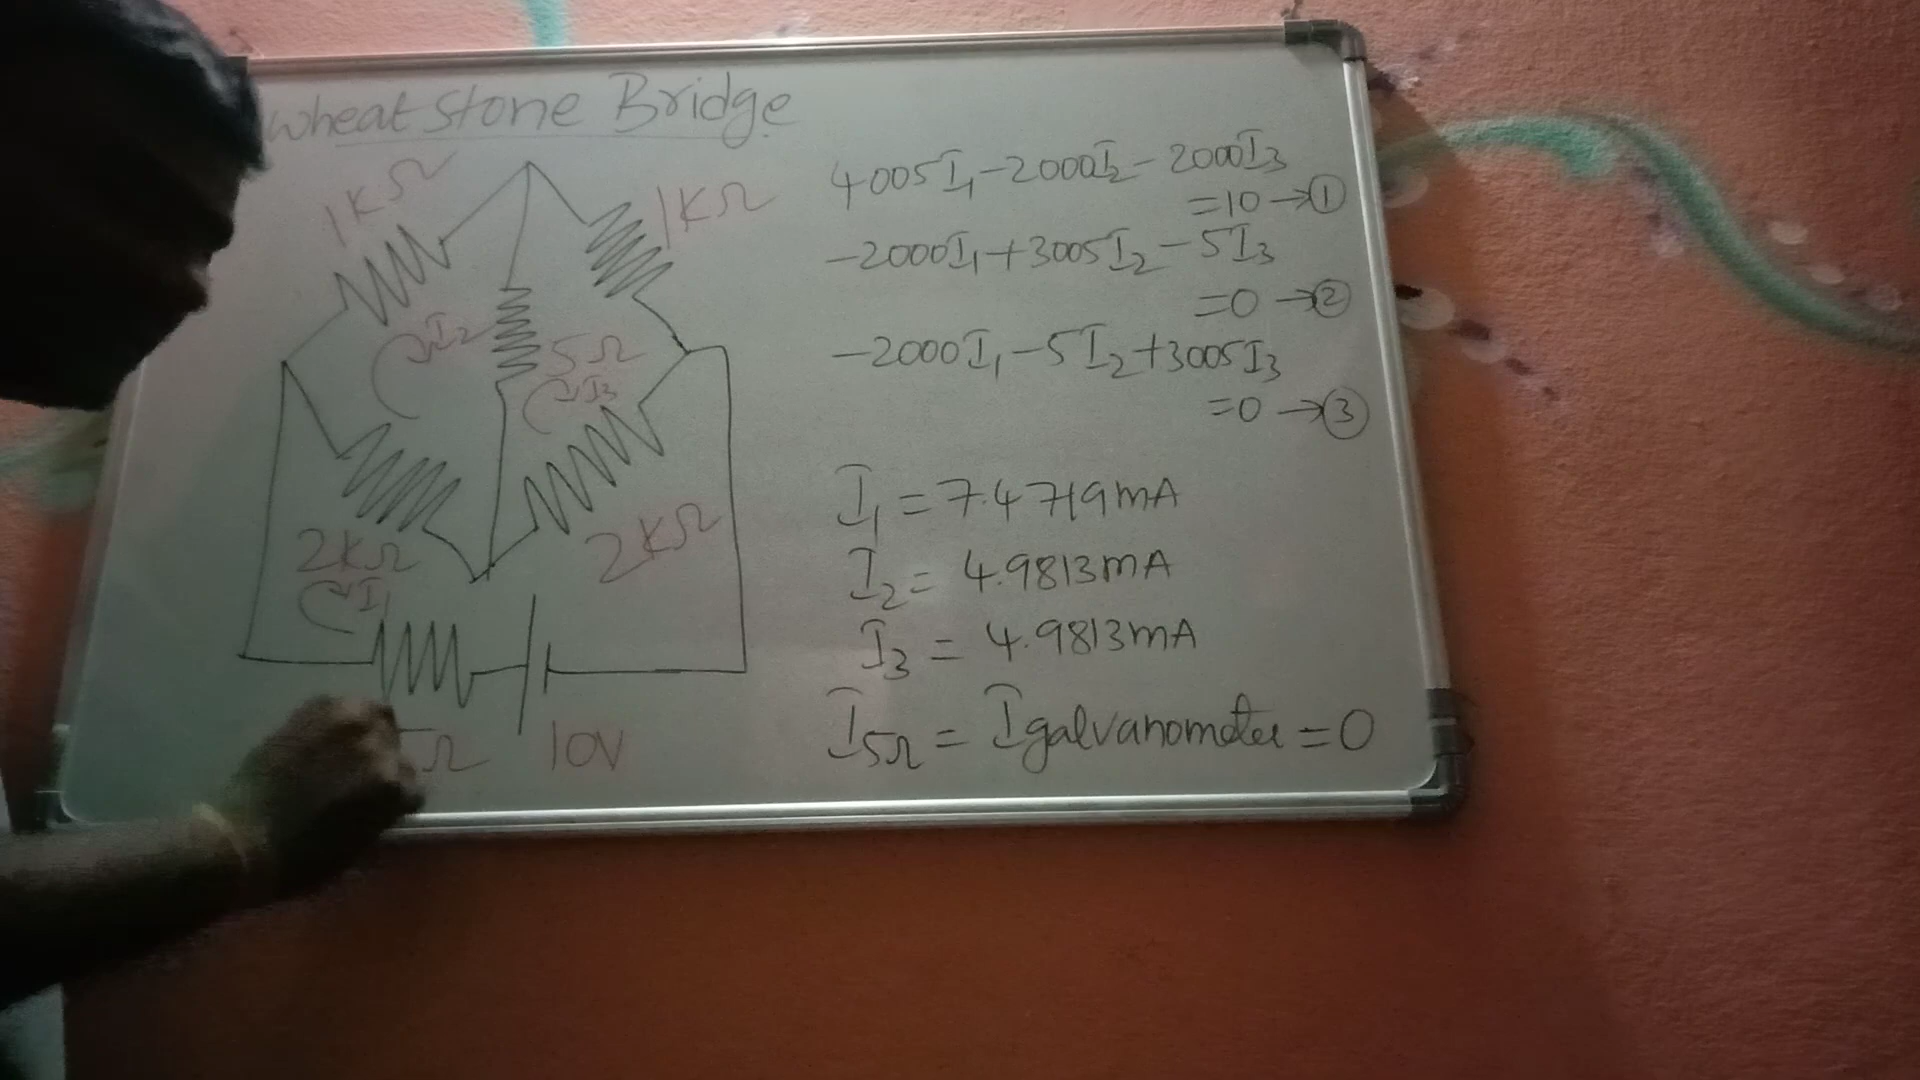 wheat stone Bridge
1KΩ
1KΩ
I2
5Ω
I3
2KΩ
I1
2KΩ
5Ω
10V
4005I1-2000I2-2000I3
=10→①
-2000I1+3005I2-5I3
=0→②
-2000I1-5I2+3005I3
=0→③
I1=7.4719mA
I2=4.9813mA
I3=4.9813mA
I5Ω=Igalvanometer=0